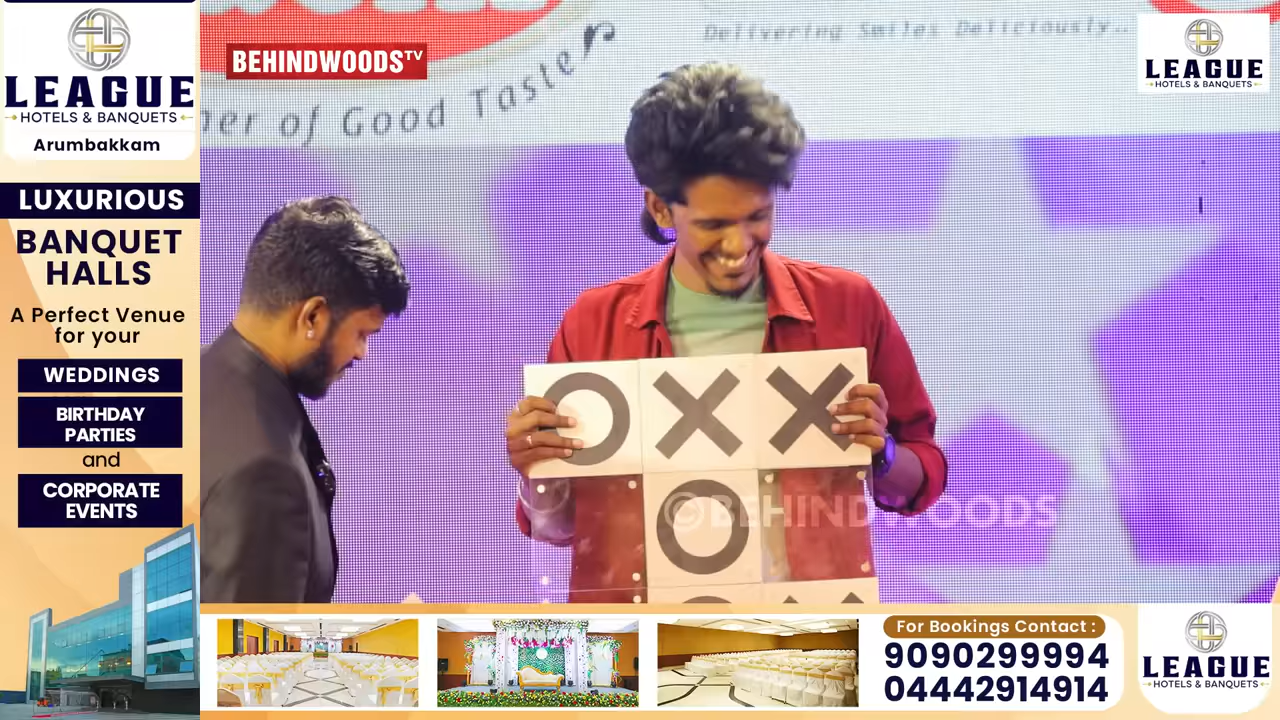 LEAGUE
HOTELS & BANQUETS
Arumbakkam
LUXURIOUS
BANQUET
HALLS
A Perfect Venue
for your
WEDDINGS
BIRTHDAY
PARTIES
and
CORPORATE
EVENTS
BEHINDWOODS TV
Delivering Smiles Deliciously..
of Good Taste
LEAGUE
HOTELS & BANQUETS
O X X
O
©BEHINDWOODS
For Bookings Contact :
9090299994
04442914914
LEAGUE
HOTELS & BANQUETS